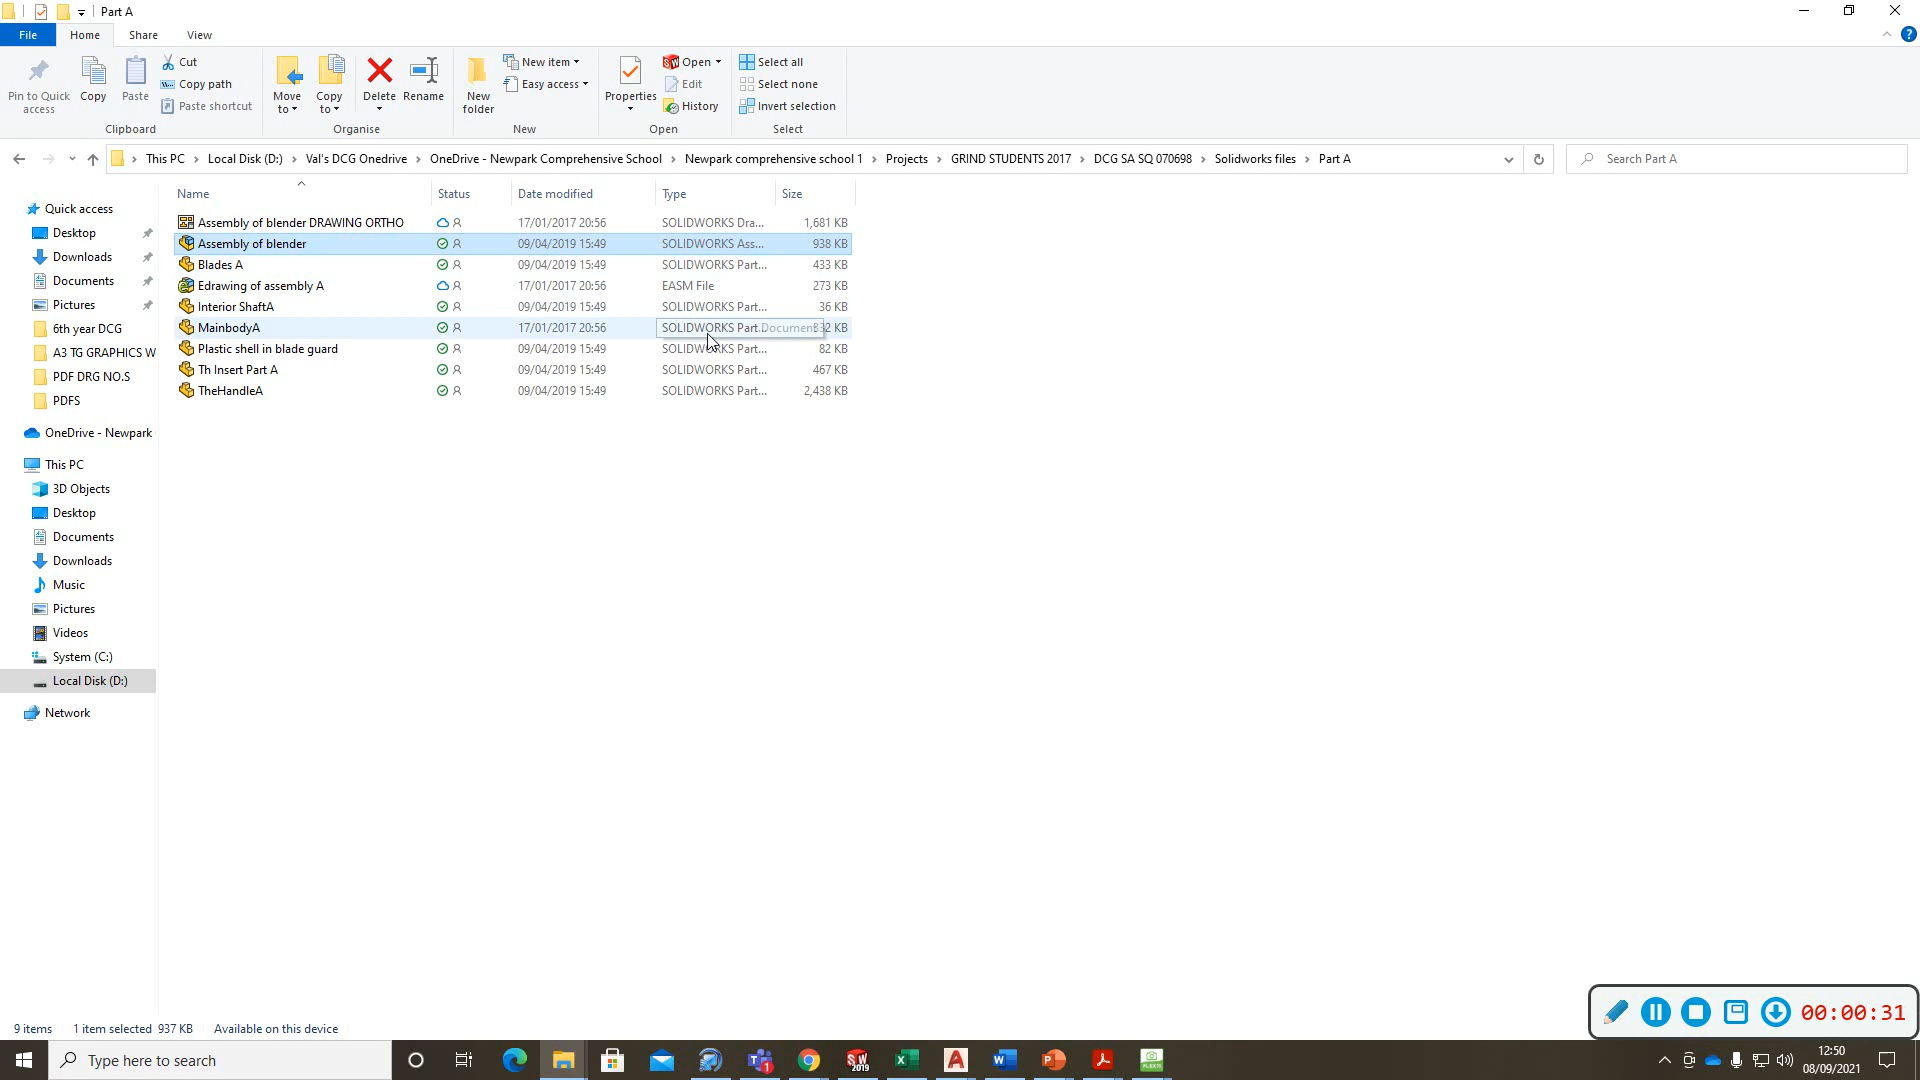 Part A
File Home Share View
Pin to Quick access
Copy
Paste
Cut
Copy path
Paste shortcut
Clipboard
Move to
Copy to
Delete
Rename
Organise
New folder
New item
Easy access
New
Properties
Open
Edit
History
Open
Select all
Select none
Invert selection
Select
This PC › Local Disk (D:) › Val's DCG Onedrive › OneDrive - Newpark Comprehensive School › Newpark comprehensive school 1 › Projects › GRIND STUDENTS 2017 › DCG SA SQ 070698 › Solidworks files › Part A
Search Part A
Quick access
Desktop
Downloads
Documents
Pictures
6th year DCG
A3 TG GRAPHICS W
PDF DRG NO.S
PDFS
OneDrive - Newpark
This PC
3D Objects
Desktop
Documents
Downloads
Music
Pictures
Videos
System (C:)
Local Disk (D:)
Network
Name Status Date modified Type Size
Assembly of blender DRAWING ORTHO 17/01/2017 20:56 SOLIDWORKS Dra... 1,681 KB
Assembly of blender 09/04/2019 15:49 SOLIDWORKS Ass... 938 KB
Blades A 09/04/2019 15:49 SOLIDWORKS Part... 433 KB
Edrawing of assembly A 17/01/2017 20:56 EASM File 273 KB
Interior ShaftA 09/04/2019 15:49 SOLIDWORKS Part... 36 KB
MainbodyA 17/01/2017 20:56 SOLIDWORKS Part Document 32 KB
Plastic shell in blade guard 09/04/2019 15:49 SOLIDWORKS Part... 82 KB
Th Insert Part A 09/04/2019 15:49 SOLIDWORKS Part... 467 KB
TheHandleA 09/04/2019 15:49 SOLIDWORKS Part... 2,438 KB
00:00:31
9 items 1 item selected 937 KB Available on this device
Type here to search
SW 2019
12:50
08/09/2021